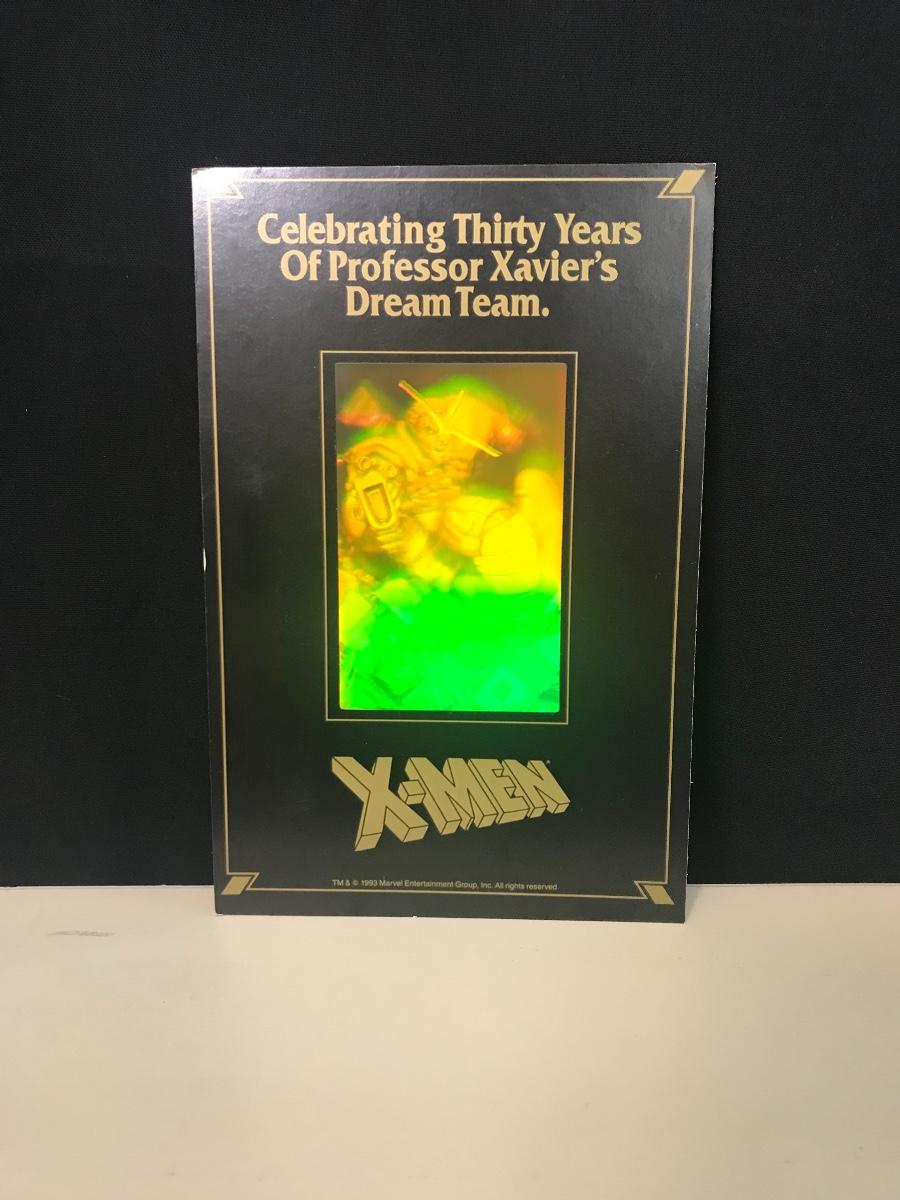 Celebrating Thirty Years
Of Professor Xavier's
Dream Team.
X-MEN
TM & © 1993 Marvel Entertainment Group, Inc. All rights reserved.